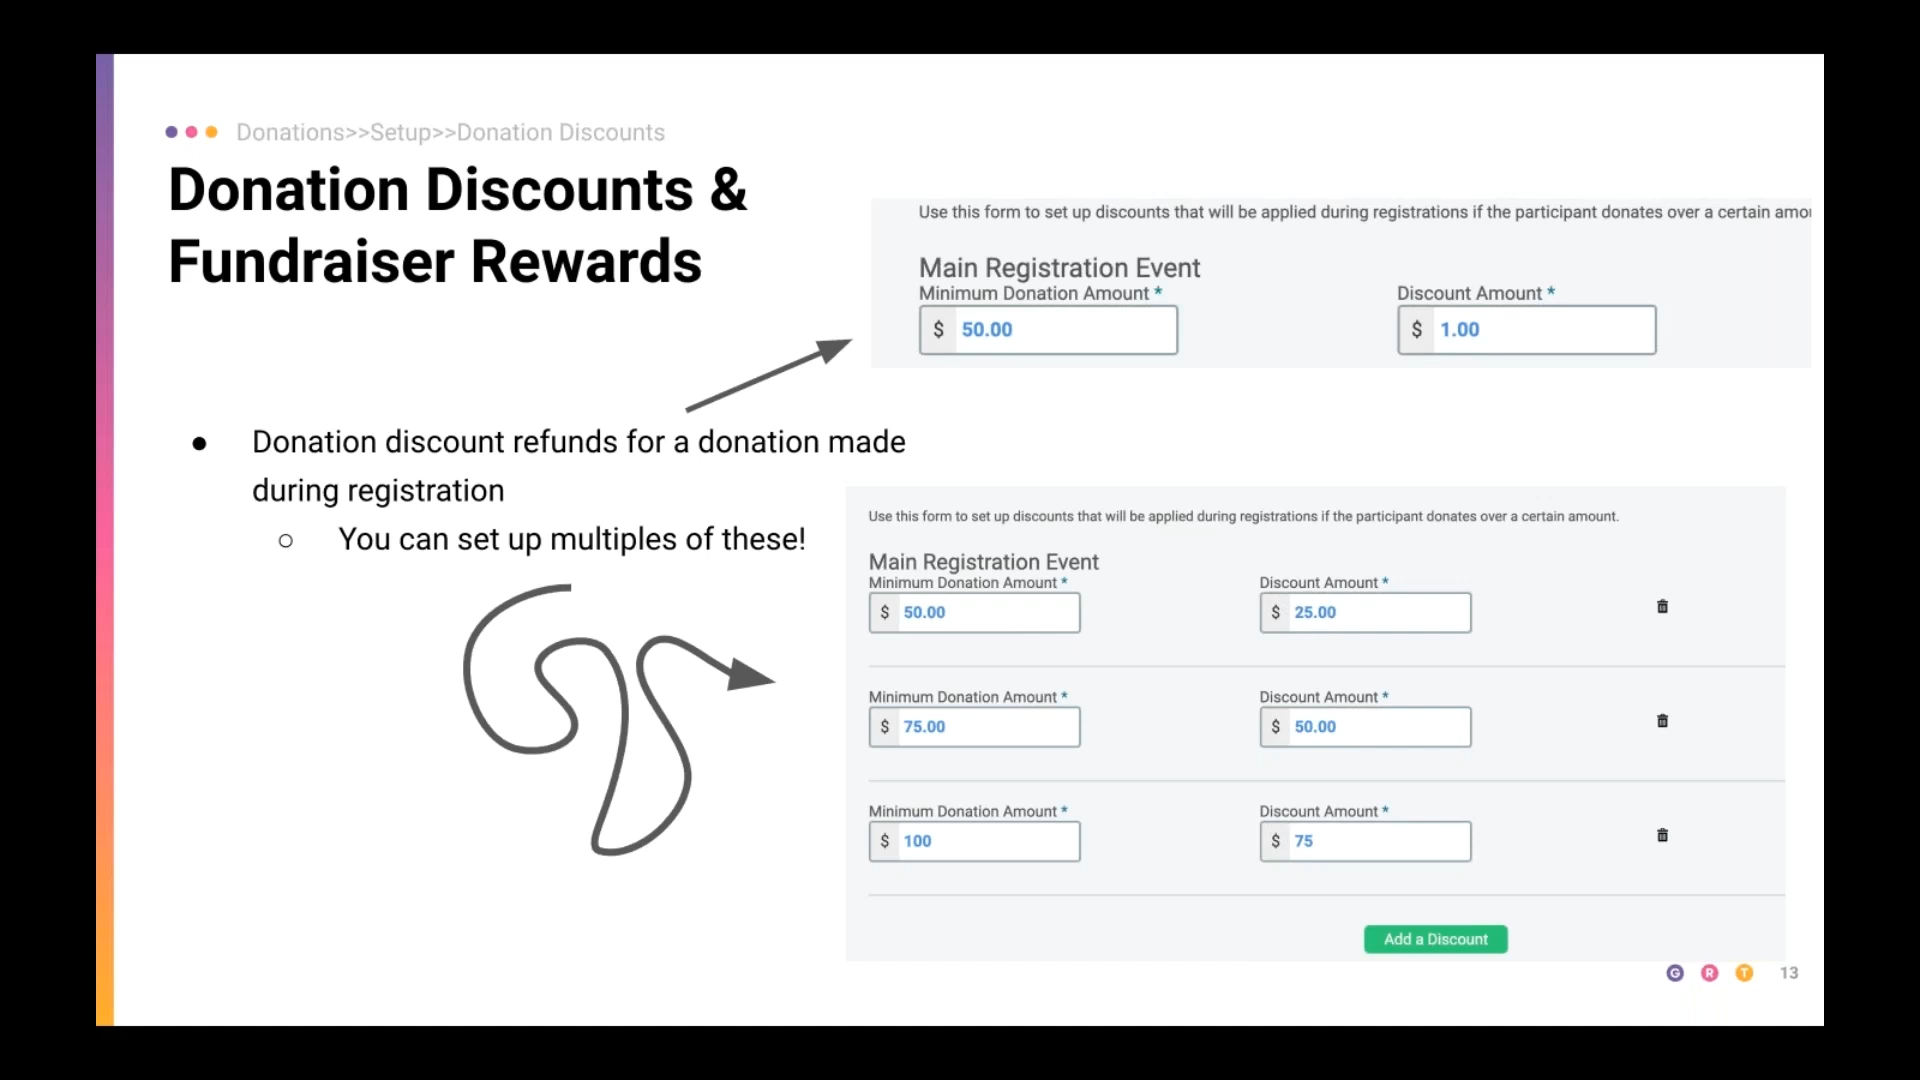 Donations>>Setup>>Donation Discounts
Donation Discounts &
Fundraiser Rewards
Use this form to set up discounts that will be applied during registrations if the participant donates over a certain
Main Registration Event
Minimum Donation Amount * Discount Amount *
$ 50.00 $ 1.00
● Donation discount refunds for a donation made
during registration
○ You can set up multiples of these!
Use this form to set up discounts that will be applied during registrations if the participant donates over a certain amount.
Main Registration Event
Minimum Donation Amount * Discount Amount *
$ 50.00 $ 25.00
Minimum Donation Amount * Discount Amount *
$ 75.00 $ 50.00
Minimum Donation Amount * Discount Amount *
$ 100 $ 75
Add a Discount
G R T 13